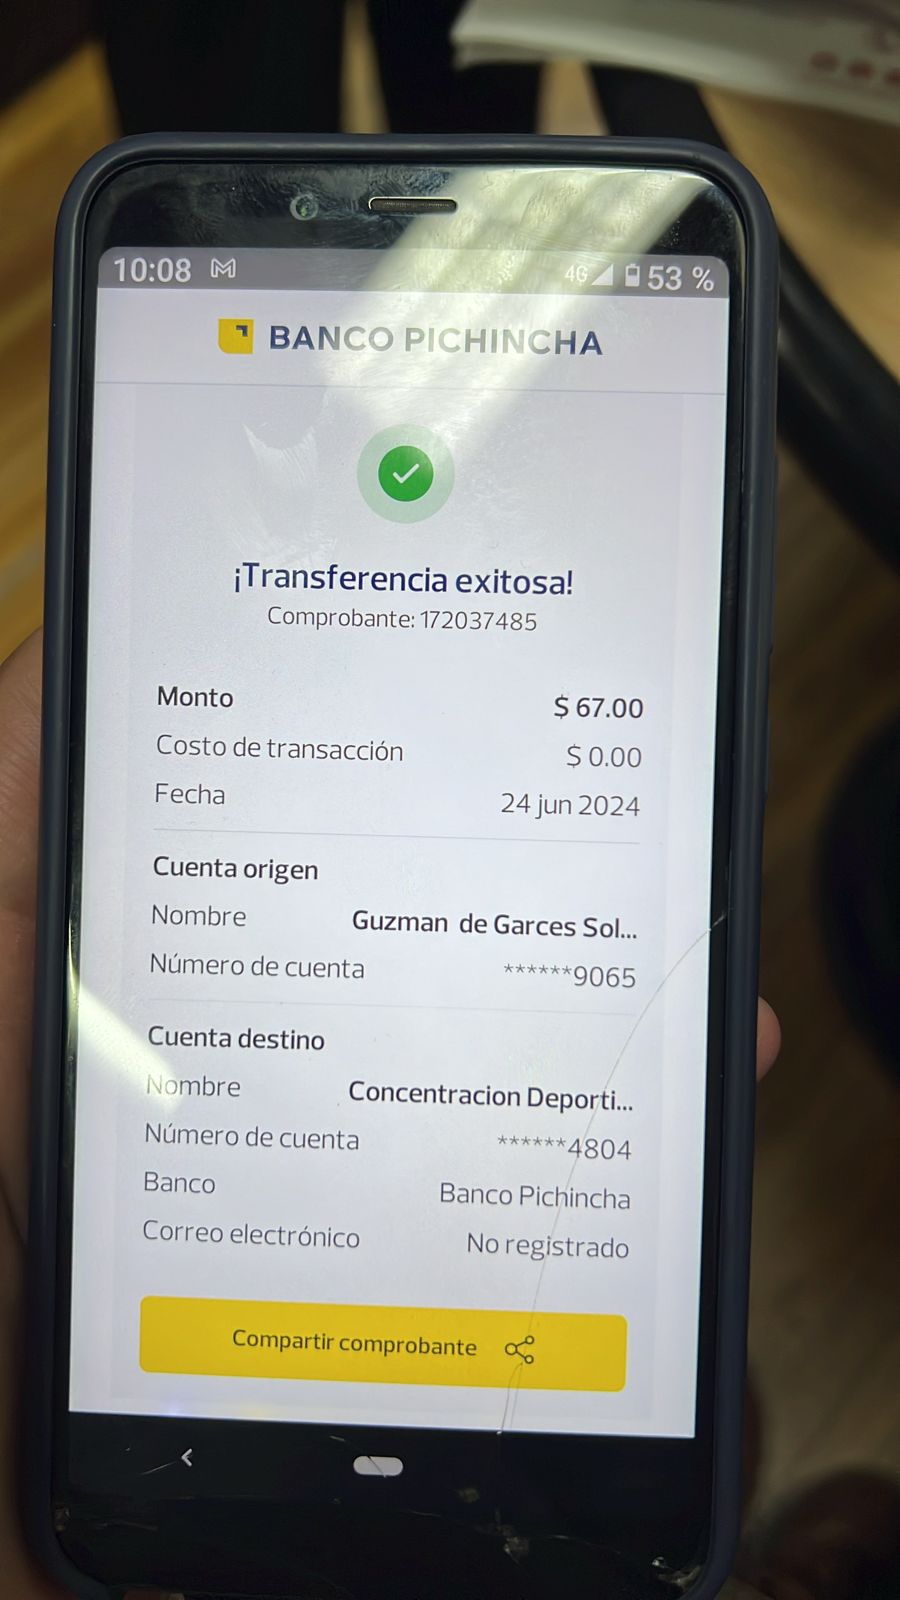 10:08 4G 53 %
BANCO PICHINCHA
¡Transferencia exitosa!
Comprobante: 172037485
Monto $ 67.00
Costo de transacción $ 0.00
Fecha 24 jun 2024
Cuenta origen
Nombre Guzman de Garces Sol...
Número de cuenta ******9065
Cuenta destino
Nombre Concentracion Deporti...
Número de cuenta ******4804
Banco Banco Pichincha
Correo electrónico No registrado
Compartir comprobante